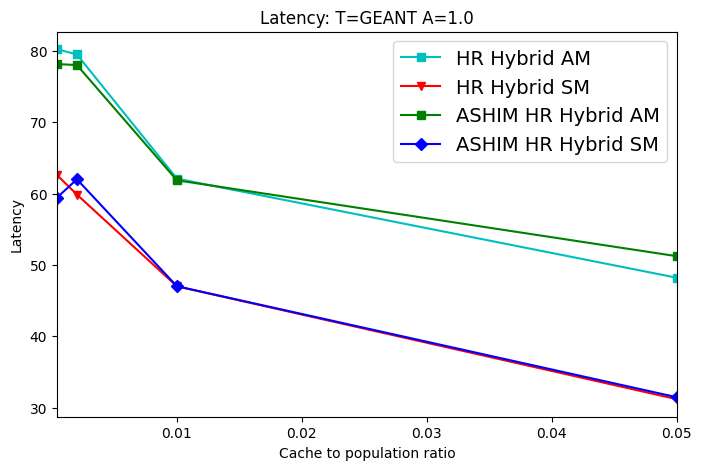 Latency: T=GEANT A=1.0
HR Hybrid AM
HR Hybrid SM
ASHIM HR Hybrid AM
ASHIM HR Hybrid SM
Latency
80
70
60
50
40
30
0.01 0.02 0.03 0.04 0.05
Cache to population ratio